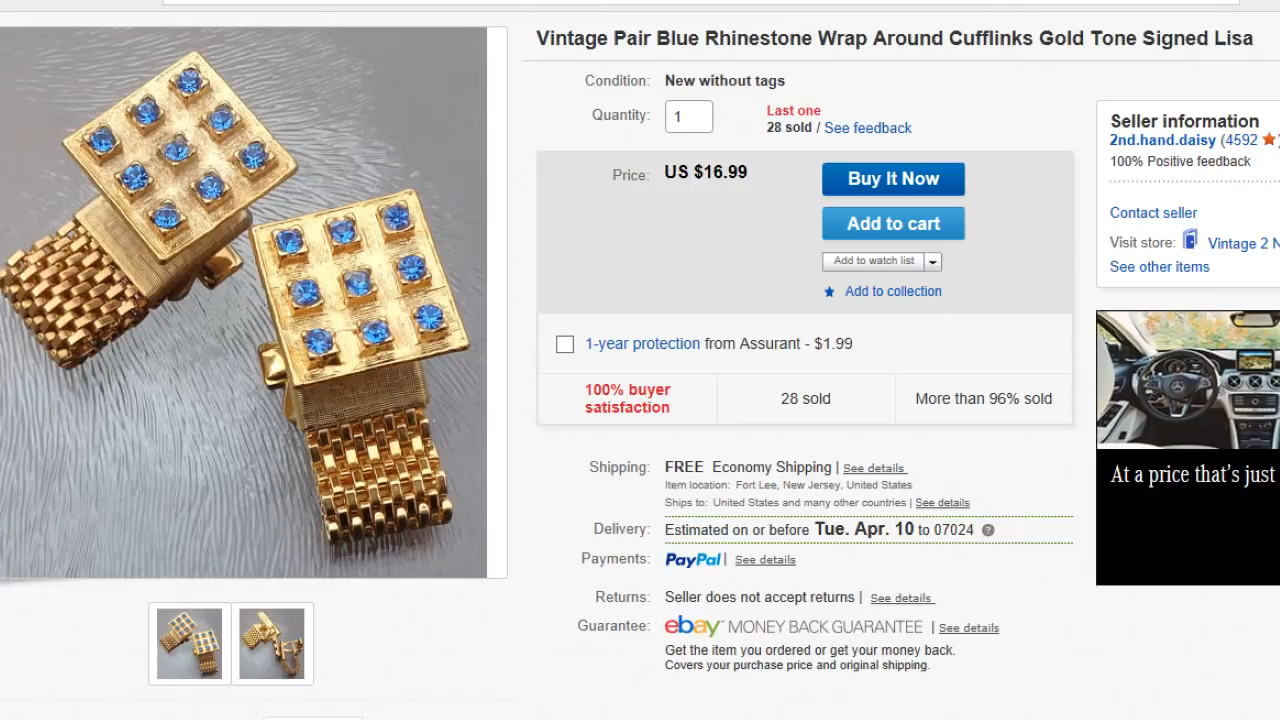 Vintage Pair Blue Rhinestone Wrap Around Cufflinks Gold Tone Signed Lisa
Condition: New without tags
Quantity: 1
Last one
28 sold / See feedback
Price: US $16.99
Buy It Now
Add to cart
Add to watch list
Add to collection
1-year protection from Assurant - $1.99
100% buyer
satisfaction
28 sold
More than 96% sold
Shipping: FREE Economy Shipping | See details
Item location: Fort Lee, New Jersey, United States
Ships to: United States and many other countries | See details
Delivery: Estimated on or before Tue. Apr. 10 to 07024 ?
Payments: PayPal | See details
Returns: Seller does not accept returns | See details
Guarantee: ebay MONEY BACK GUARANTEE | See details
Get the item you ordered or get your money back.
Covers your purchase price and original shipping.
Seller information
2nd.hand.daisy (4592
100% Positive feedback
Contact seller
Visit store: Vintage 2 N
See other items
At a price that's just